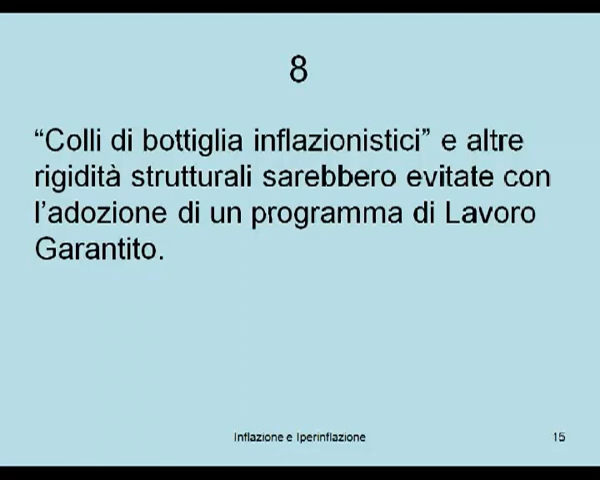 8
“Colli di bottiglia inflazionistici” e altre
rigidità strutturali sarebbero evitate con
l’adozione di un programma di Lavoro
Garantito.
Inflazione e Iperinflazione
15